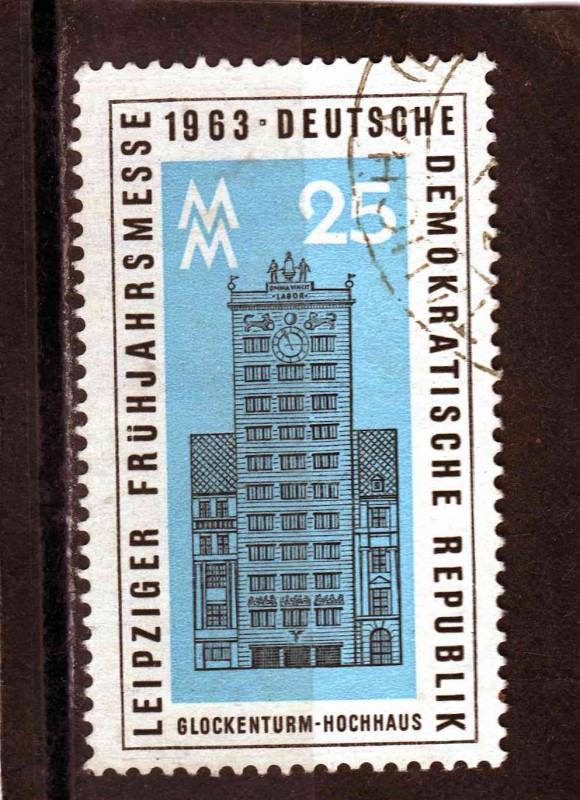 LEIPZIGER FRÜHJAHRSMESSE
1963 · DEUTSCHE
DEMOKRATISCHE REPUBLIK
MM
25
OMNIA VINCIT
· LABOR ·
GLOCKENTURM-HOCHHAUS